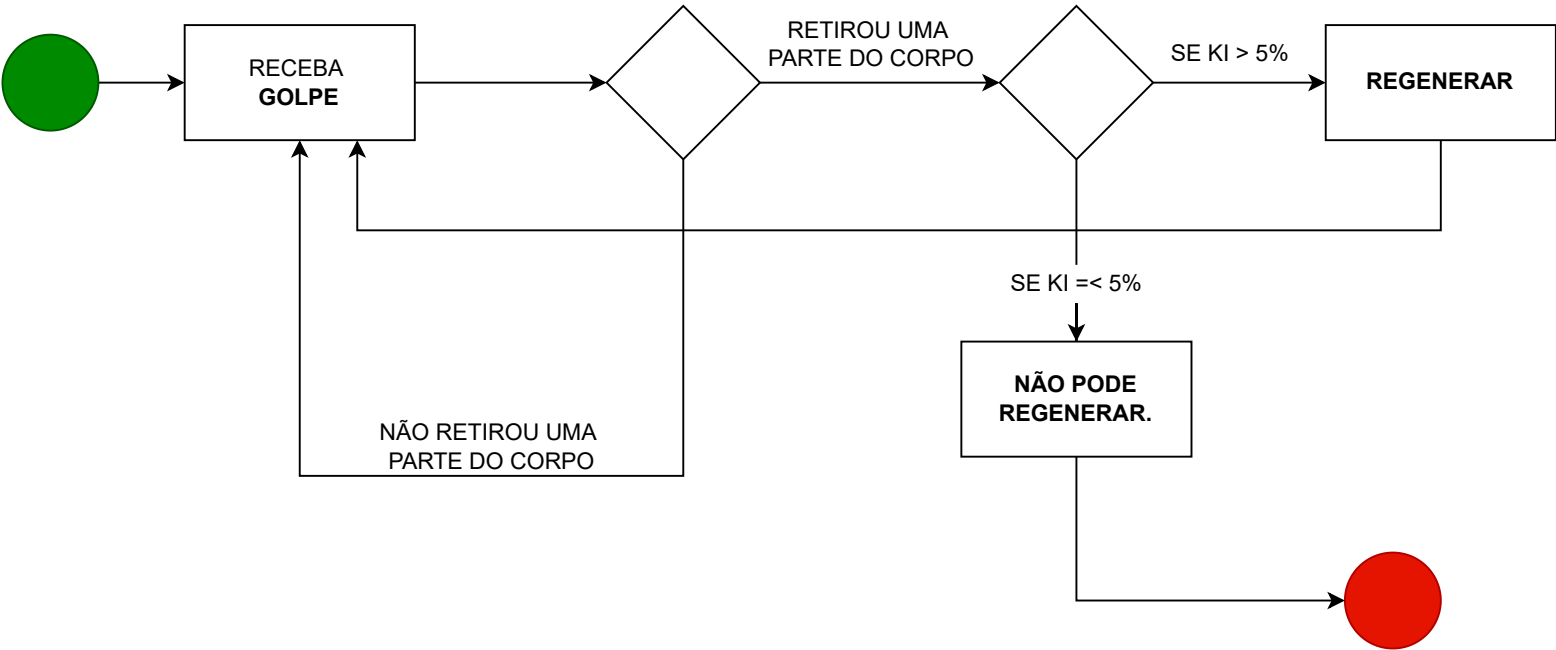 RECEBA
GOLPE
RETIROU UMA
PARTE DO CORPO
SE KI > 5%
REGENERAR
SE KI =< 5%
NÃO PODE
REGENERAR.
NÃO RETIROU UMA
PARTE DO CORPO